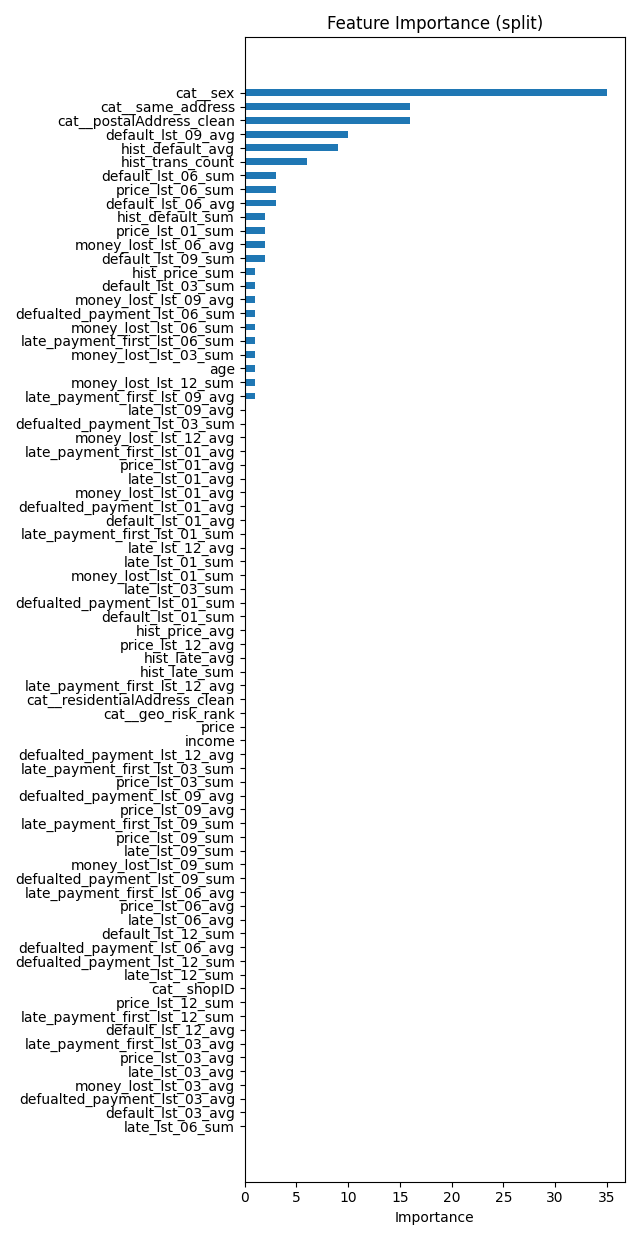 Feature Importance (split)
cat__sex
cat__same_address
cat__postalAddress_clean
default_lst_09_avg
hist_default_avg
hist_trans_count
default_lst_06_sum
price_lst_06_sum
default_lst_06_avg
hist_default_sum
price_lst_01_sum
money_lost_lst_06_avg
default_lst_09_sum
hist_price_sum
default_lst_03_sum
money_lost_lst_09_avg
defualted_payment_lst_06_sum
money_lost_lst_06_sum
late_payment_first_lst_06_sum
money_lost_lst_03_sum
age
money_lost_lst_12_sum
late_payment_first_lst_09_avg
late_lst_09_avg
defualted_payment_lst_03_sum
money_lost_lst_12_avg
late_payment_first_lst_01_avg
price_lst_01_avg
late_lst_01_avg
money_lost_lst_01_avg
defualted_payment_lst_01_avg
default_lst_01_avg
late_payment_first_lst_01_sum
late_lst_12_avg
late_lst_01_sum
money_lost_lst_01_sum
late_lst_03_sum
defualted_payment_lst_01_sum
default_lst_01_sum
hist_price_avg
price_lst_12_avg
hist_late_avg
hist_late_sum
late_payment_first_lst_12_avg
cat__residentialAddress_clean
cat__geo_risk_rank
price
income
defualted_payment_lst_12_avg
late_payment_first_lst_03_sum
price_lst_03_sum
defualted_payment_lst_09_avg
price_lst_09_avg
late_payment_first_lst_09_sum
price_lst_09_sum
late_lst_09_sum
money_lost_lst_09_sum
defualted_payment_lst_09_sum
late_payment_first_lst_06_avg
price_lst_06_avg
late_lst_06_avg
default_lst_12_sum
defualted_payment_lst_06_avg
defualted_payment_lst_12_sum
late_lst_12_sum
cat__shopID
price_lst_12_sum
late_payment_first_lst_12_sum
default_lst_12_avg
late_payment_first_lst_03_avg
price_lst_03_avg
late_lst_03_avg
money_lost_lst_03_avg
defualted_payment_lst_03_avg
default_lst_03_avg
late_lst_06_sum
0 5 10 15 20 25 30 35
Importance